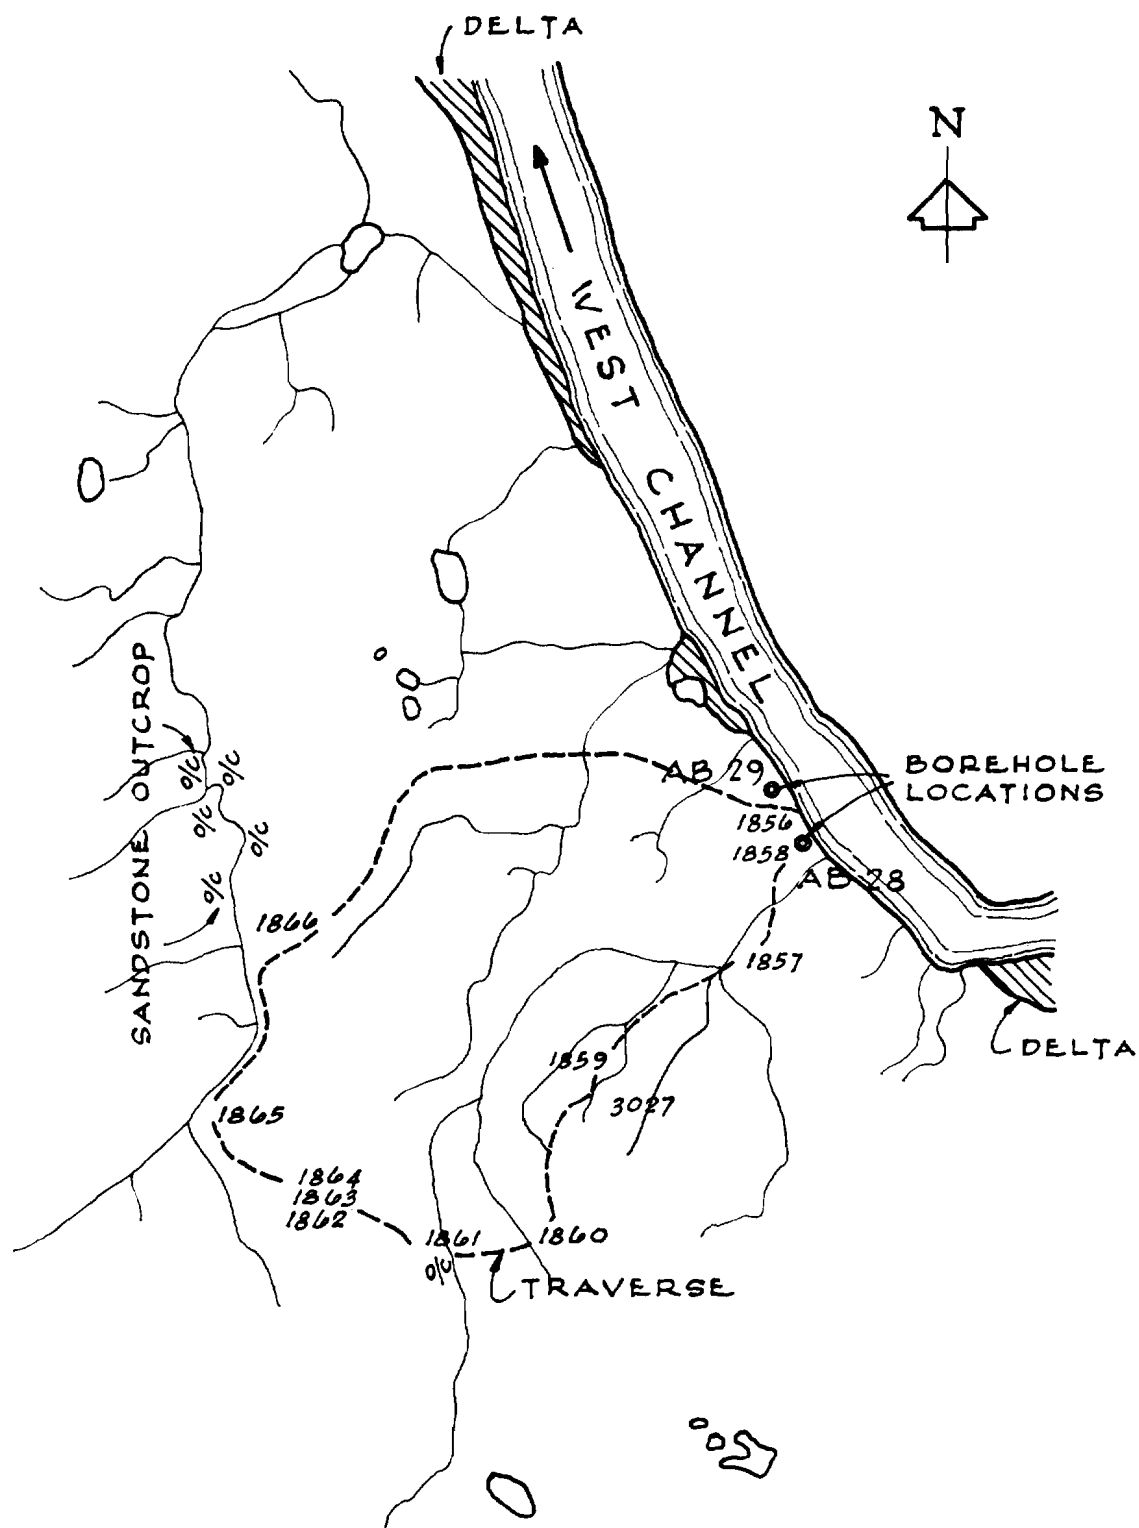 DELTA
N
WEST CHANNEL
SANDSTONE OUTCROP
o/c
o/c
o/c
o/c
o/c
AB 29
BOREHOLE
LOCATIONS
1856
1858
AB 28
1866
1857
DELTA
1859
3027
1865
1864
1863
1862
1861
1860
o/c
TRAVERSE